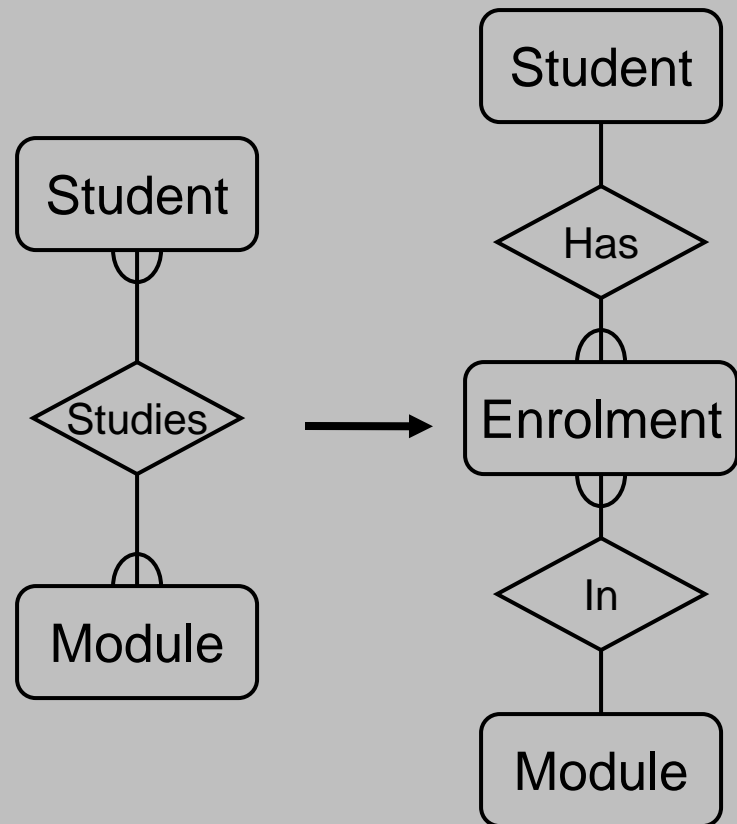 Student
Studies
Module
Student
Has
Enrolment
In
Module